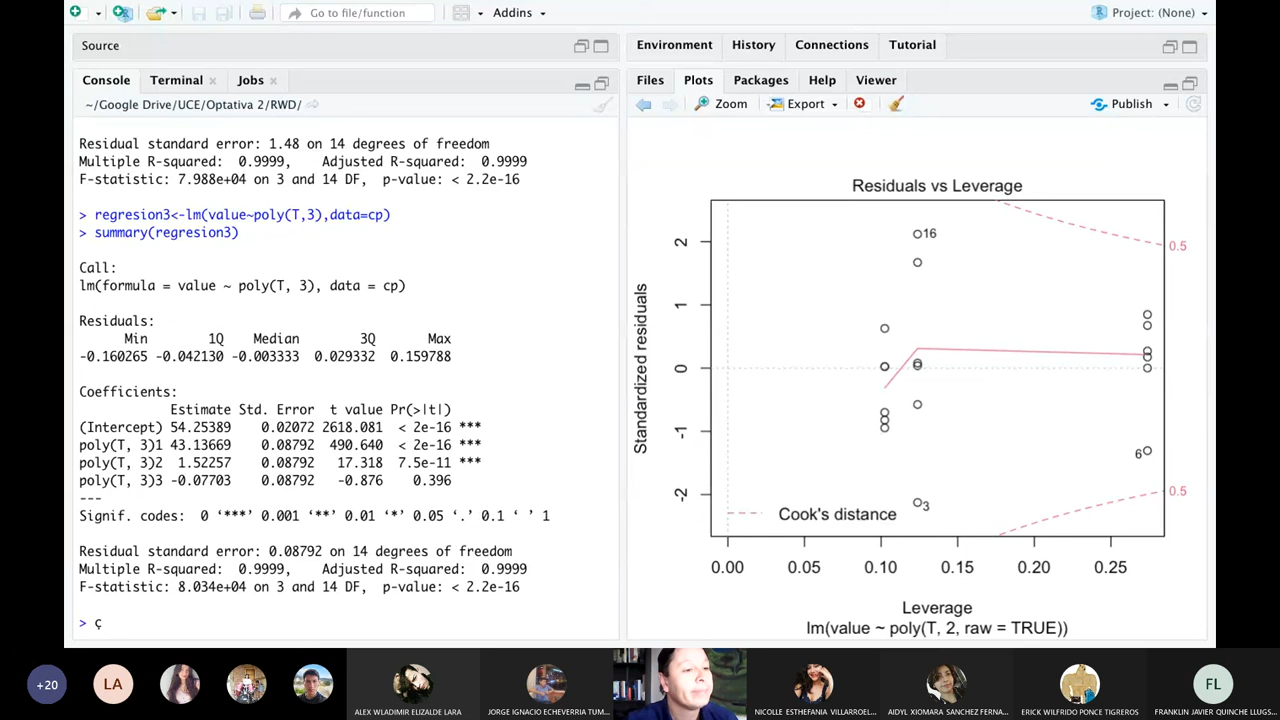 Go to file/function
Addins
Project: (None)
Source
Console
Terminal
Jobs
~/Google Drive/UCE/Optativa 2/RWD/
Residual standard error: 1.48 on 14 degrees of freedom
Multiple R-squared:  0.9999,    Adjusted R-squared:  0.9999
F-statistic: 7.988e+04 on 3 and 14 DF,  p-value: < 2.2e-16
> regresion3<-lm(value~poly(T,3),data=cp)
> summary(regresion3)
Call:
lm(formula = value ~ poly(T, 3), data = cp)
Residuals:
Min 1Q Median 3Q Max
-0.160265 -0.042130 -0.003333 0.029332 0.159788
Coefficients:
Estimate Std. Error t value Pr(>|t|)
(Intercept) 54.25389 0.02072 2618.081 < 2e-16 ***
poly(T, 3)1 43.13669 0.08792 490.640 < 2e-16 ***
poly(T, 3)2 1.52257 0.08792 17.318 7.5e-11 ***
poly(T, 3)3 -0.07703 0.08792 -0.876 0.396
---
Signif. codes:  0 ‘***’ 0.001 ‘**’ 0.01 ‘*’ 0.05 ‘.’ 0.1 ‘ ’ 1
Residual standard error: 0.08792 on 14 degrees of freedom
Multiple R-squared:  0.9999,    Adjusted R-squared:  0.9999
F-statistic: 8.034e+04 on 3 and 14 DF,  p-value: < 2.2e-16
> ç
Environment
History
Connections
Tutorial
Files
Plots
Packages
Help
Viewer
Zoom
Export
Publish
Residuals vs Leverage
Standardized residuals
2
1
0
-1
-2
16
6
3
0.5
0.5
Cook's distance
0.00 0.05 0.10 0.15 0.20 0.25
Leverage
lm(value ~ poly(T, 2, raw = TRUE))
+20
LA
ALEX WLADIMIR ELIZALDE LARA
JORGE IGNACIO ECHEVERRIA TUM...
NICOLLE ESTHEFANIA VILLARROEL...
AIDYL XIOMARA SANCHEZ FERNA...
ERICK WILFRIDO PONCE TIGREROS
FL
FRANKLIN JAVIER QUINCHE LLUGS...